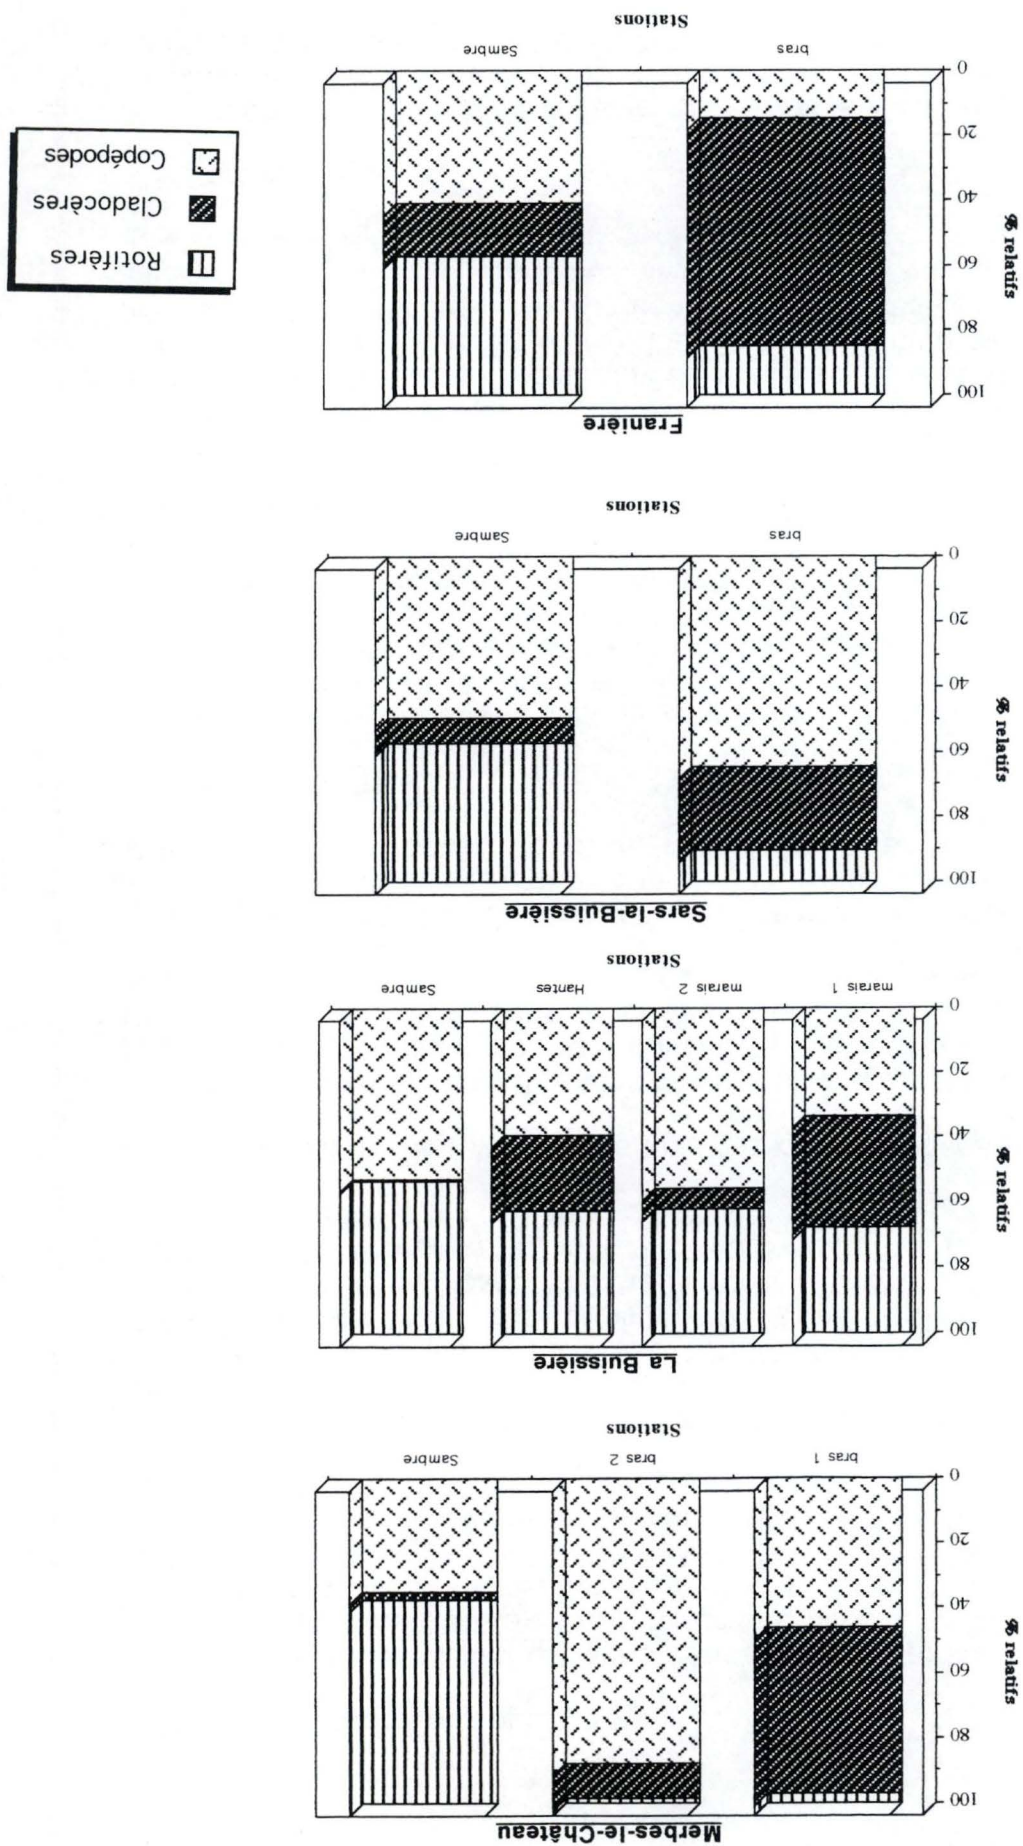 Merbes-le-Château
% relatifs
100
80
60
40
20
0
bras 1
bras 2
Sambre
Stations
La Buissière
% relatifs
100
80
60
40
20
0
marais 1
marais 2
Hantes
Sambre
Stations
Sars-la-Buissière
% relatifs
100
80
60
40
20
0
bras
Sambre
Stations
Franière
% relatifs
100
80
60
40
20
0
bras
Sambre
Stations
Rotifères
Cladocères
Copépodes